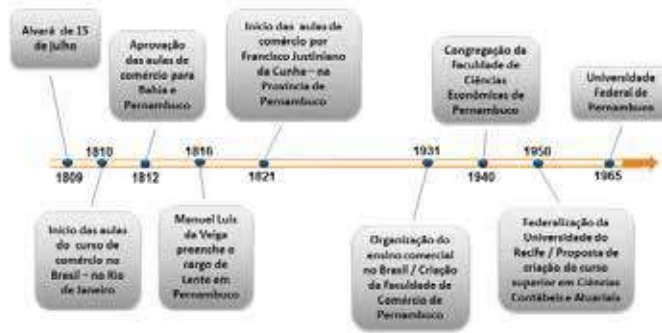 Alvará de 15
de julho
Aprovação
das aulas de
comércio para
Bahia e
Pernambuco
Início das aulas de
comércio por
Francisco Justiniano
da Cunha – na
Província de
Pernambuco
Congregação da
Faculdade de
Ciências
Econômicas de
Pernambuco
Universidade
Federal de
Pernambuco
1810
1816
1931
1950
1809
1812
1821
1940
1965
Início das aulas
do curso de
comércio no
Brasil – no Rio
de Janeiro
Manuel Luis
da Veiga
preenche o
cargo de
Lente em
Pernambuco
Organização do
ensino comercial
no Brasil / Criação
da Faculdade de
Comércio de
Pernambuco
Federalização da
Universidade do
Recife / Proposta de
criação do curso
superior em Ciências
Contábeis e Atuariais